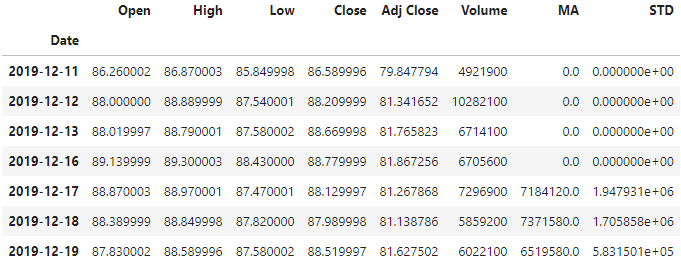 Open High Low Close Adj Close Volume MA STD
Date
2019-12-11 86.260002 86.870003 85.849998 86.589996 79.847794 4921900 0.0 0.000000e+00
2019-12-12 88.000000 88.889999 87.540001 88.209999 81.341652 10282100 0.0 0.000000e+00
2019-12-13 88.019997 88.790001 87.580002 88.669998 81.765823 6714100 0.0 0.000000e+00
2019-12-16 89.139999 89.300003 88.430000 88.779999 81.867256 6705600 0.0 0.000000e+00
2019-12-17 88.870003 88.970001 87.470001 88.129997 81.267868 7296900 7184120.0 1.947931e+06
2019-12-18 88.389999 88.849998 87.820000 87.989998 81.138786 5859200 7371580.0 1.705858e+06
2019-12-19 87.830002 88.589996 87.580002 88.519997 81.627502 6022100 6519580.0 5.831501e+05